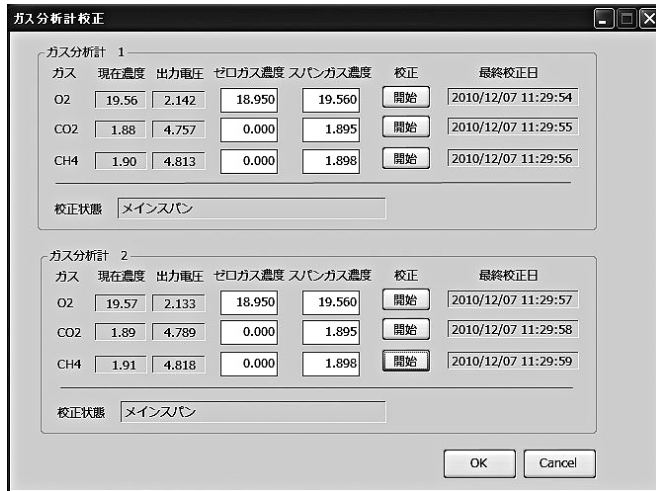 ガス分析計校正
ガス分析計 1
ガス 現在濃度 出力電圧 ゼロガス濃度 スパンガス濃度 校正 最終校正日
O2 19.56 2.142 18.950 19.560 開始 2010/12/07 11:29:54
CO2 1.88 4.757 0.000 1.895 開始 2010/12/07 11:29:55
CH4 1.90 4.813 0.000 1.898 開始 2010/12/07 11:29:56
校正状態 メインスパン
ガス分析計 2
ガス 現在濃度 出力電圧 ゼロガス濃度 スパンガス濃度 校正 最終校正日
O2 19.57 2.133 18.950 19.560 開始 2010/12/07 11:29:57
CO2 1.89 4.789 0.000 1.895 開始 2010/12/07 11:29:58
CH4 1.91 4.818 0.000 1.898 開始 2010/12/07 11:29:59
校正状態 メインスパン
OK Cancel